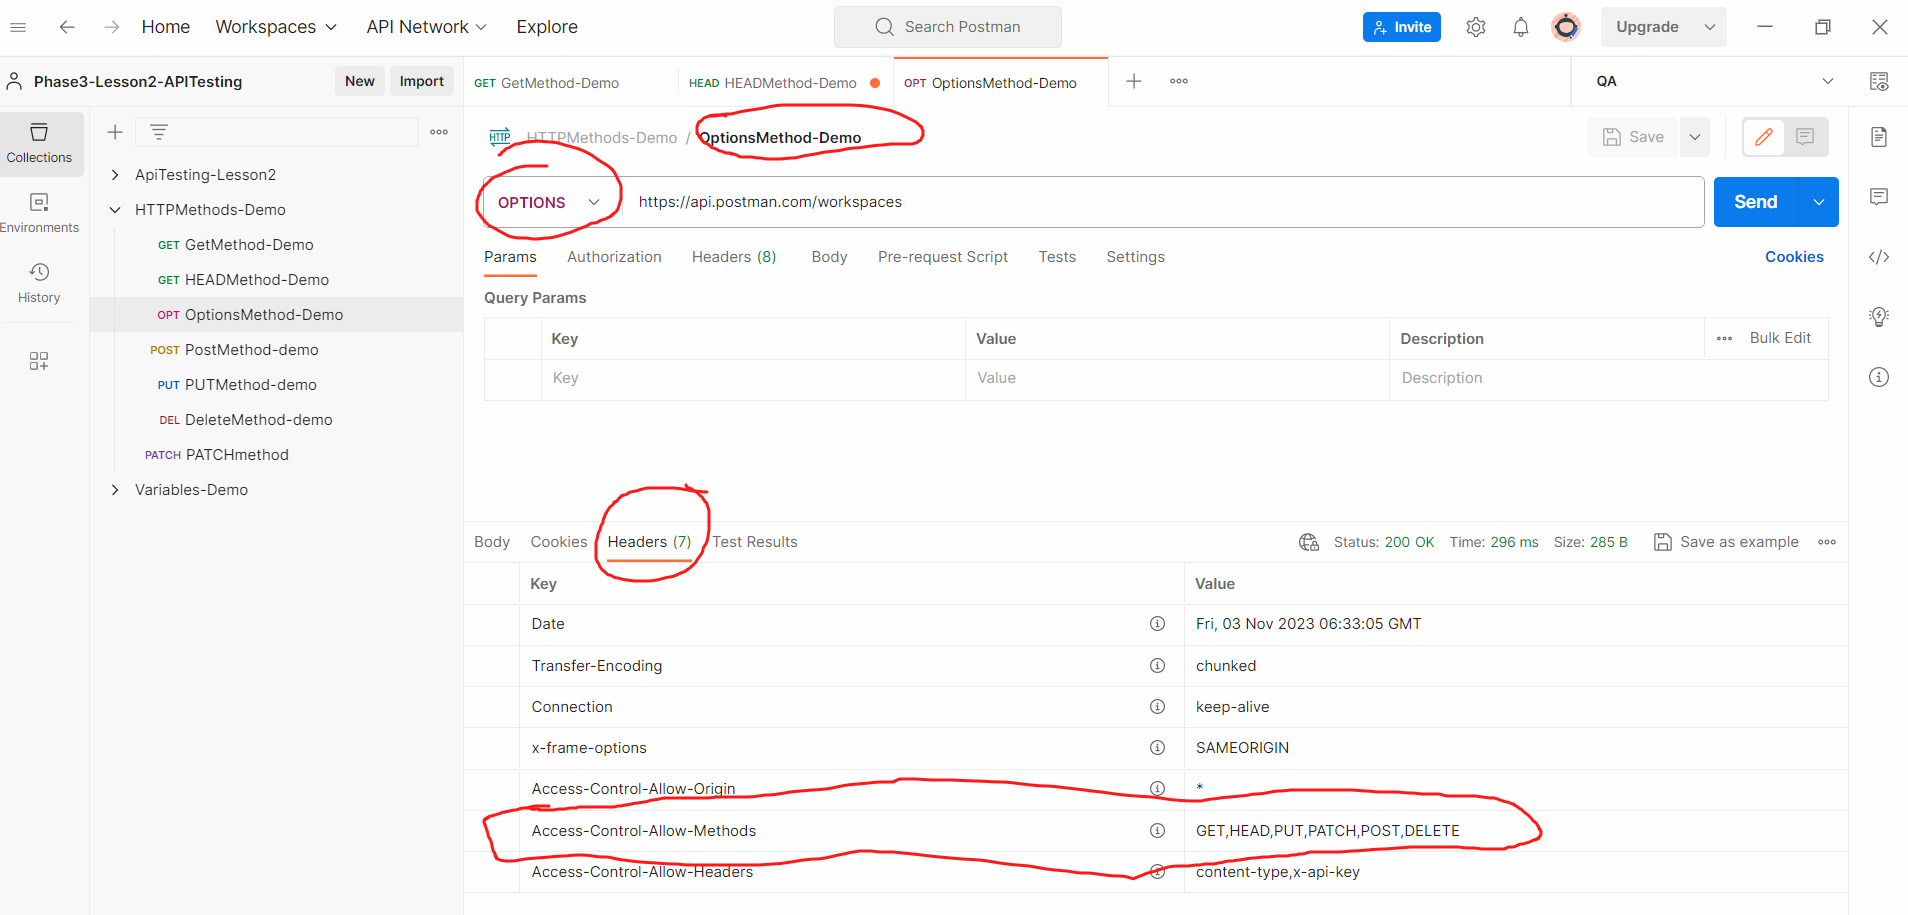 Home Workspaces API Network Explore Search Postman Invite Upgrade
Phase3-Lesson2-APITesting New Import
GET GetMethod-Demo HEAD HEADMethod-Demo OPT OptionsMethod-Demo QA
Collections
Environments
History
ApiTesting-Lesson2
HTTPMethods-Demo
GET GetMethod-Demo
GET HEADMethod-Demo
OPT OptionsMethod-Demo
POST PostMethod-demo
PUT PUTMethod-demo
DEL DeleteMethod-demo
PATCH PATCHmethod
Variables-Demo
HTTP HTTPMethods-Demo / OptionsMethod-Demo Save
OPTIONS https://api.postman.com/workspaces Send
Params Authorization Headers (8) Body Pre-request Script Tests Settings Cookies
Query Params
Key Value Description Bulk Edit
Key Value Description
Body Cookies Headers (7) Test Results Status: 200 OK Time: 296 ms Size: 285 B Save as example
Key Value
Date Fri, 03 Nov 2023 06:33:05 GMT
Transfer-Encoding chunked
Connection keep-alive
x-frame-options SAMEORIGIN
Access-Control-Allow-Origin *
Access-Control-Allow-Methods GET,HEAD,PUT,PATCH,POST,DELETE
Access-Control-Allow-Headers content-type,x-api-key